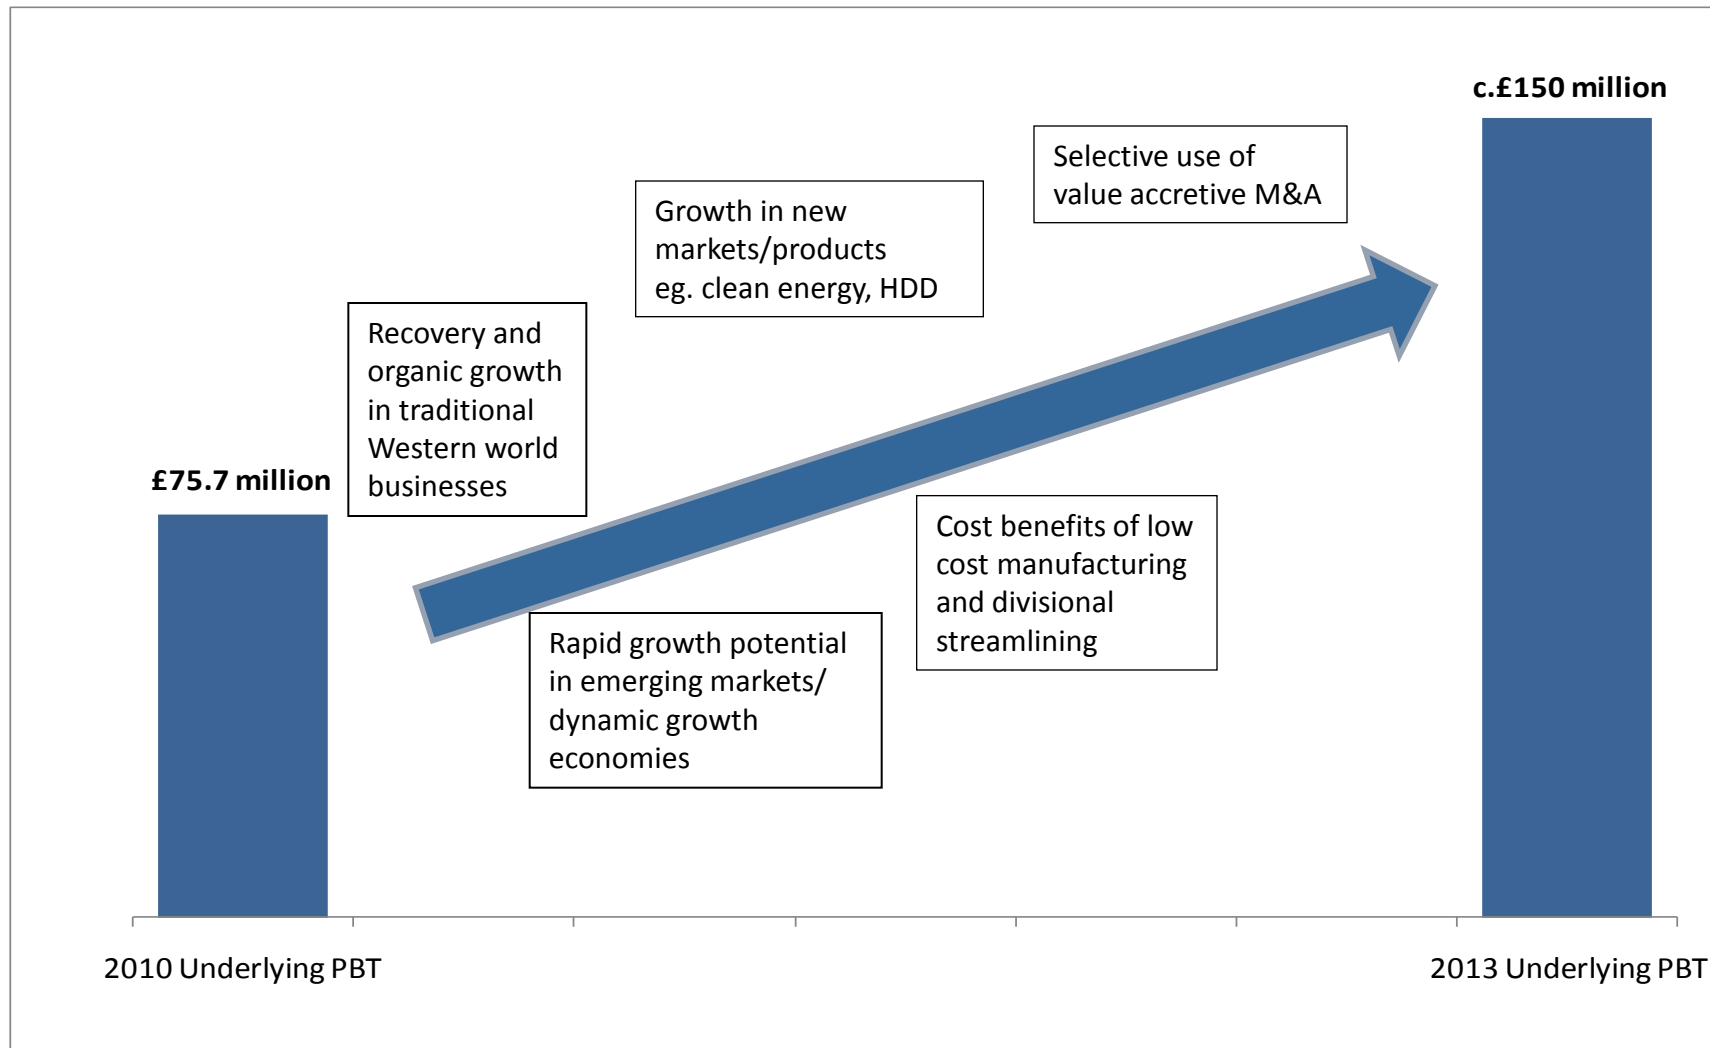 c.£150 million
Selective use of
value accretive M&A
Growth in new
markets/products
eg. clean energy, HDD
Recovery and
organic growth
in traditional
Western world
businesses
£75.7 million
Cost benefits of low
cost manufacturing
and divisional
streamlining
Rapid growth potential
in emerging markets/
dynamic growth
economies
2010 Underlying PBT
2013 Underlying PBT